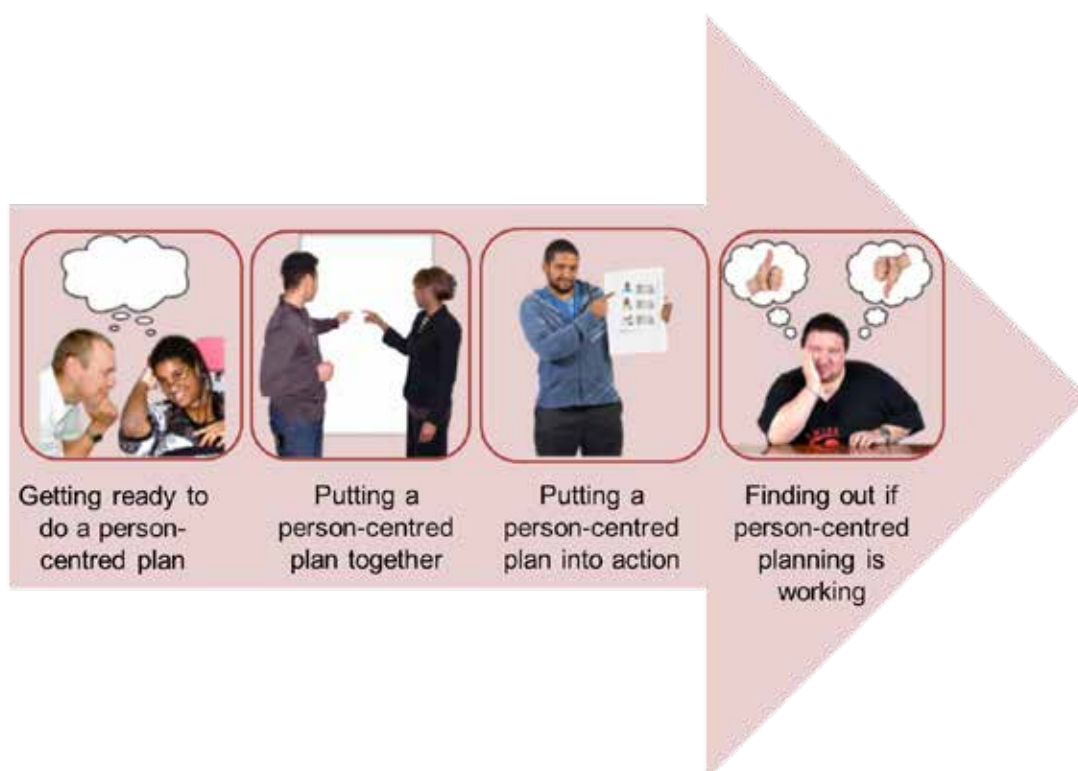 Getting ready to
do a person-
centred plan
Putting a
person-centred
plan together
Putting a
person-centred
plan into action
Finding out if
person-centred
planning is
working